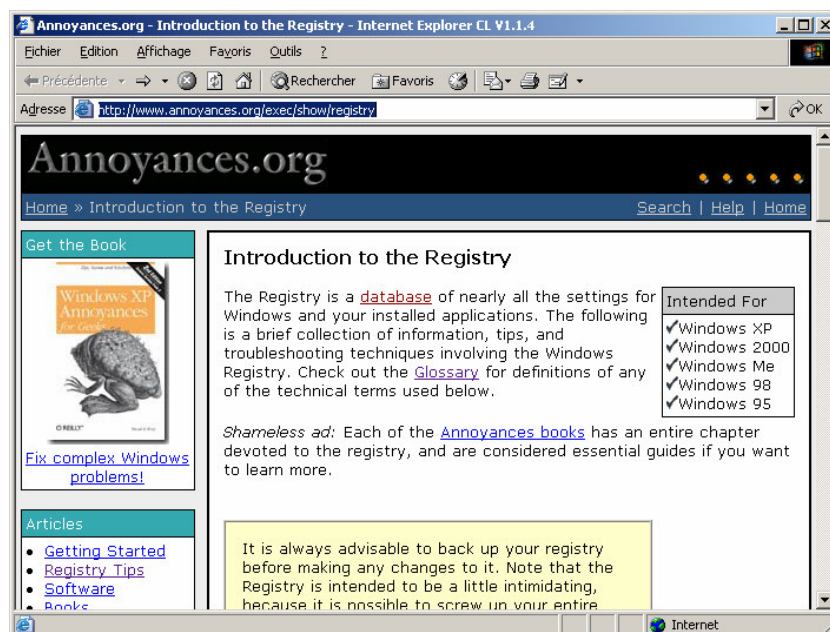 Annoyances.org - Introduction to the Registry - Internet Explorer CL V1.1.4
Fichier Edition Affichage Favoris Outils ?
Précédente Rechercher Favoris
Adresse http://www.annoyances.org/exec/show/registry OK
Annoyances.org
Home » Introduction to the Registry Search | Help | Home
Get the Book
Windows XP
Annoyances
for Geeks
O'REILLY
Fix complex Windows
problems!
Articles
• Getting Started
• Registry Tips
• Software
• Books
Introduction to the Registry
The Registry is a database of nearly all the settings for
Windows and your installed applications. The following
is a brief collection of information, tips, and
troubleshooting techniques involving the Windows
Registry. Check out the Glossary for definitions of any
of the technical terms used below.
Intended For
✓Windows XP
✓Windows 2000
✓Windows Me
✓Windows 98
✓Windows 95
Shameless ad: Each of the Annoyances books has an entire chapter
devoted to the registry, and are considered essential guides if you want
to learn more.
It is always advisable to back up your registry
before making any changes to it. Note that the
Registry is intended to be a little intimidating,
because it is possible to screw up your entire
Internet